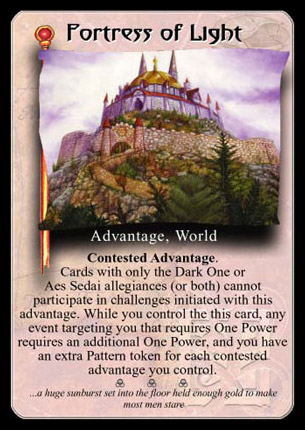 Fortress of Light
Advantage, World
Contested Advantage.
Cards with only the Dark One or
Aes Sedai allegiances (or both) cannot
participate in challenges initiated with this
advantage. While you control the this card, any
event targeting you that requires One Power
requires an additional One Power, and you have
an extra Pattern token for each contested
advantage you control.
...a huge sunburst set into the floor held enough gold to make
most men stare